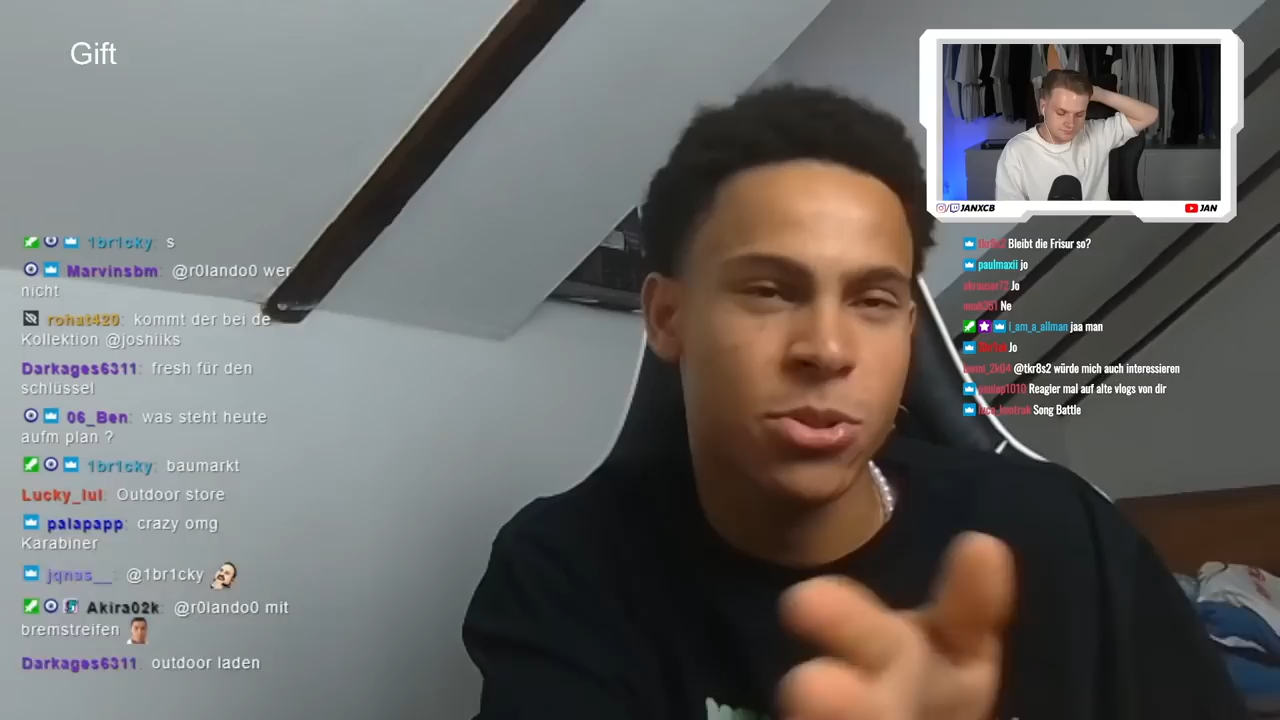 Gift
JANXCB
JAN
1br1cky: s
Marvinsbm: @r0lando0 wer
nicht
rohat420: kommt der bei de
Kollektion @joshiiks
Darkages6311: fresh für den
schlüssel
06_Ben: was steht heute
aufm plan ?
1br1cky: baumarkt
Lucky_lul: Outdoor store
palapapp: crazy omg
Karabiner
jqnas__: @1br1cky
Akira02k: @r0lando0 mit
bremstreifen
Darkages6311: outdoor laden
tkr8s2 Bleibt die Frisur so?
paulmaxii jo
Jo
Ne
i_am_a_allman jaa man
Jo
@tkr8s2 würde mich auch interessieren
Reagier mal auf alte vlogs von dir
Song Battle